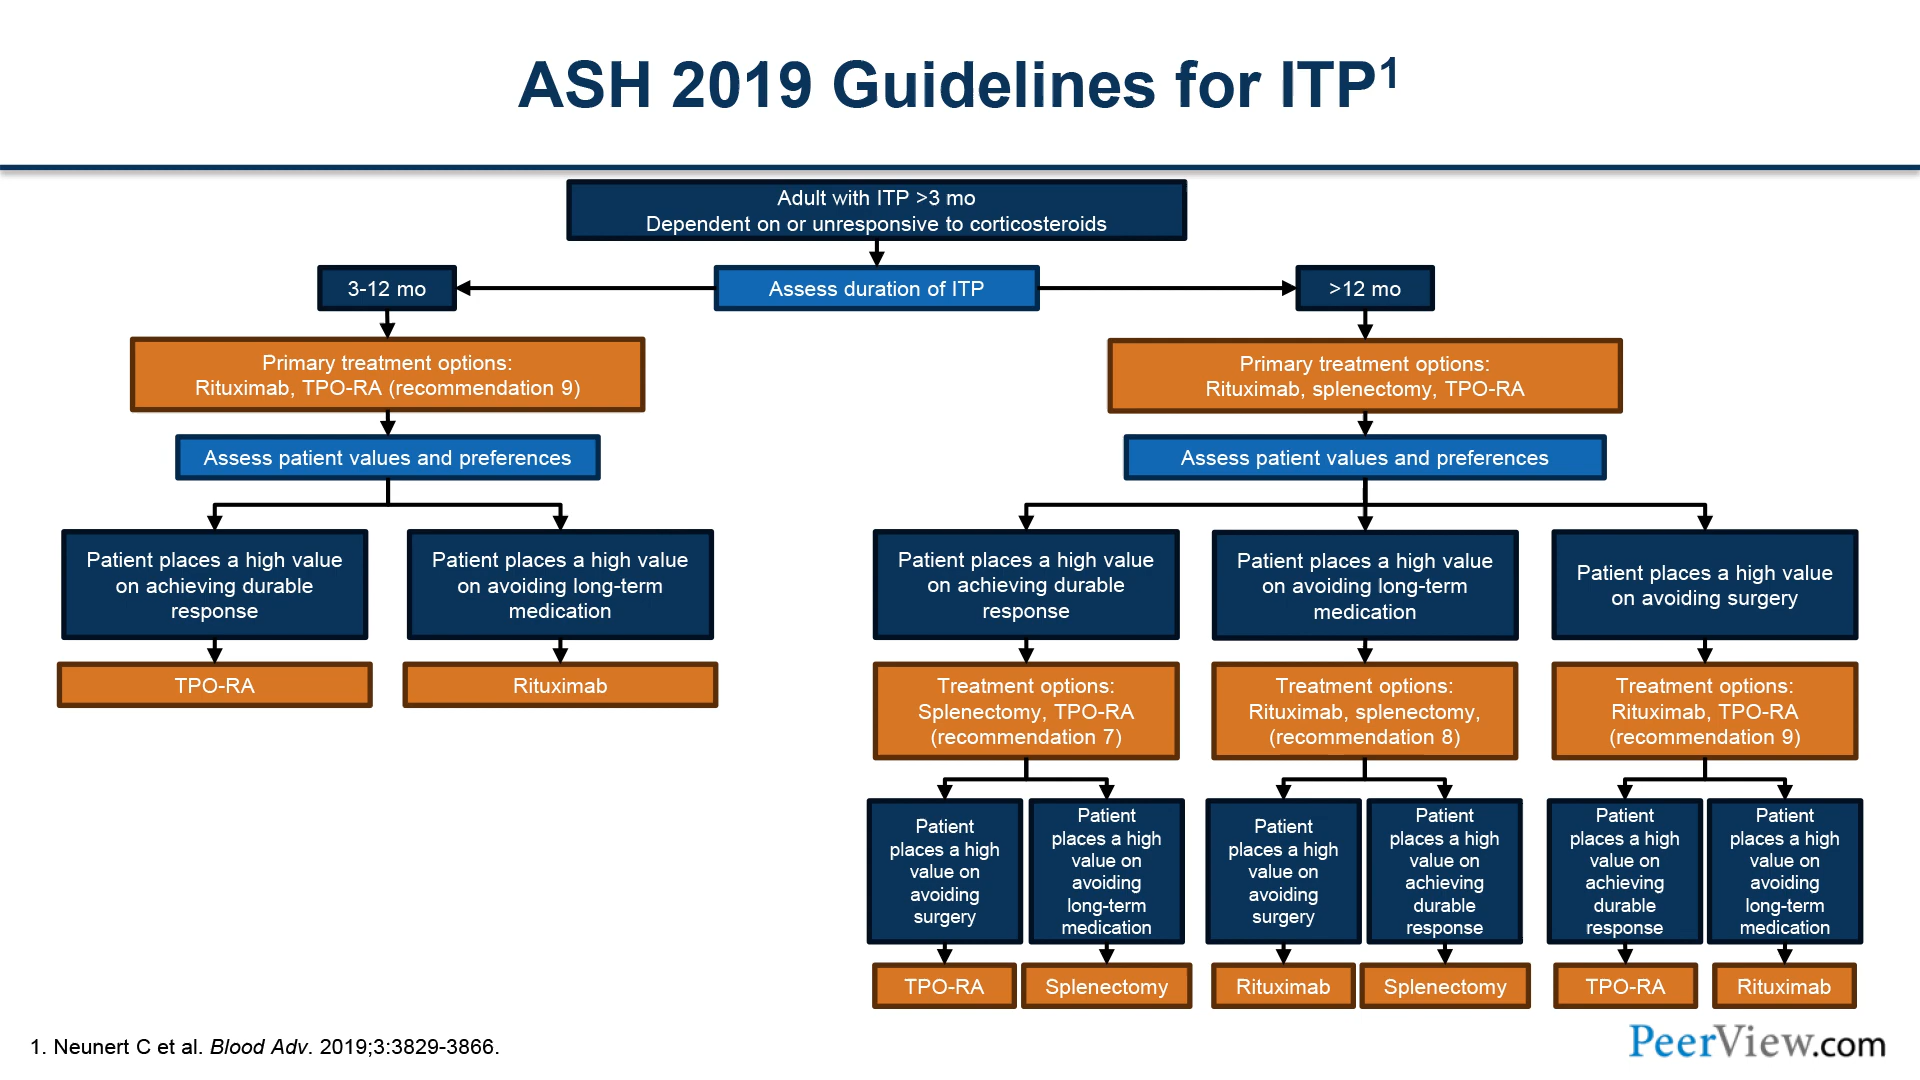 ASH 2019 Guidelines for ITP1
Adult with ITP >3 mo
Dependent on or unresponsive to corticosteroids
3-12 mo
Assess duration of ITP
>12 mo
Primary treatment options:
Rituximab, TPO-RA (recommendation 9)
Primary treatment options:
Rituximab, splenectomy, TPO-RA
Assess patient values and preferences
Assess patient values and preferences
Patient places a high value
on achieving durable
response
Patient places a high value
on avoiding long-term
medication
Patient places a high value
on achieving durable
response
Patient places a high value
on avoiding long-term
medication
Patient places a high value
on avoiding surgery
TPO-RA
Rituximab
Treatment options:
Splenectomy, TPO-RA
(recommendation 7)
Treatment options:
Rituximab, splenectomy,
(recommendation 8)
Treatment options:
Rituximab, TPO-RA
(recommendation 9)
Patient
places a high
value on
avoiding
surgery
Patient
places a high
value on
avoiding
long-term
medication
Patient
places a high
value on
avoiding
surgery
Patient
places a high
value on
achieving
durable
response
Patient
places a high
value on
achieving
durable
response
Patient
places a high
value on
avoiding
long-term
medication
TPO-RA
Splenectomy
Rituximab
Splenectomy
TPO-RA
Rituximab
1. Neunert C et al. Blood Adv. 2019;3:3829-3866.
PeerView.com